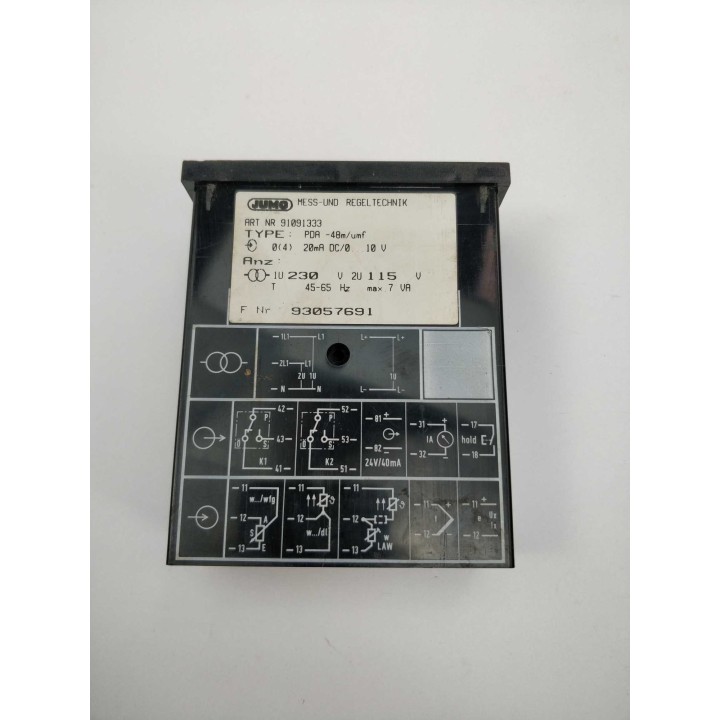 JUMO MESS-UND REGELTECHNIK
ART NR 91091333
TYPE: PDA -48m/umf
0(4) 20mA DC/0 10 V
Anz:
1U 230 V 2U 115 V
T 45-65 Hz max 7 VA
F Nr 93057691
1L1 L1 L+ L+
2L1 L1
2U 1U 1U
N N L- L-
42 52 81 + 31 + 17
P P
43 53 IA hold E
Ö S Ö S 82 32 - 18
K1 41 K2 51 24V/40mA
11 11 11 11 11 +
w.../wfg
12 A 12 12 t e Ux
Ix
S w.../dl w 12 12 -
13 E 13 13 LAW